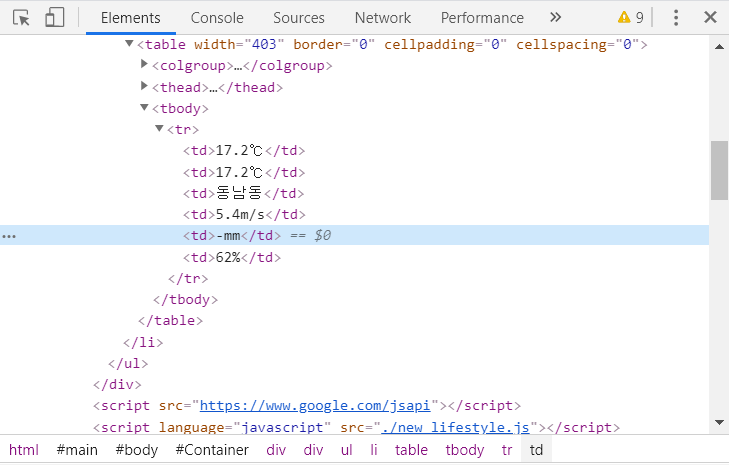 Elements Console Sources Network Performance » 9
<table width="403" border="0" cellpadding="0" cellspacing="0">
<colgroup>…</colgroup>
<thead>…</thead>
<tbody>
<tr>
<td>17.2℃</td>
<td>17.2℃</td>
<td>동남동</td>
<td>5.4m/s</td>
<td>-mm</td> == $0
<td>62%</td>
</tr>
</tbody>
</table>
</li>
</ul>
</div>
<script src="https://www.google.com/jsapi"></script>
<script language="javascript" src="./new_lifestyle.js"></script>
html #main #body #Container div div ul li table tbody tr td